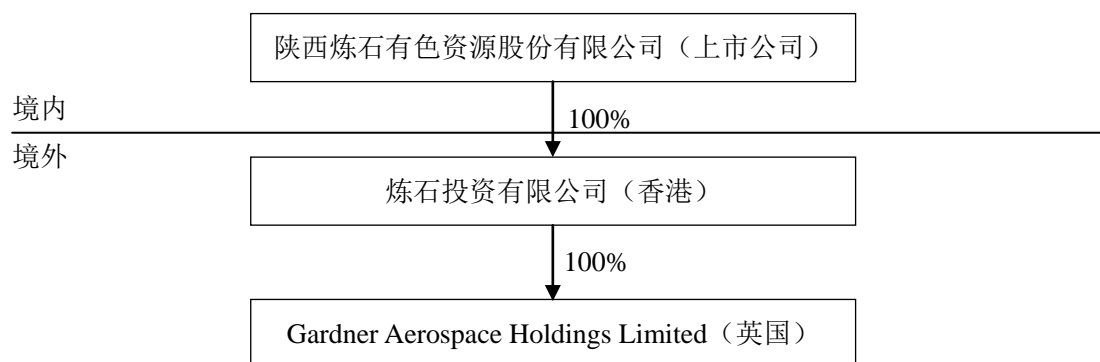 陕西炼石有色资源股份有限公司（上市公司）
境内
100%
境外
炼石投资有限公司（香港）
100%
Gardner Aerospace Holdings Limited（英国）